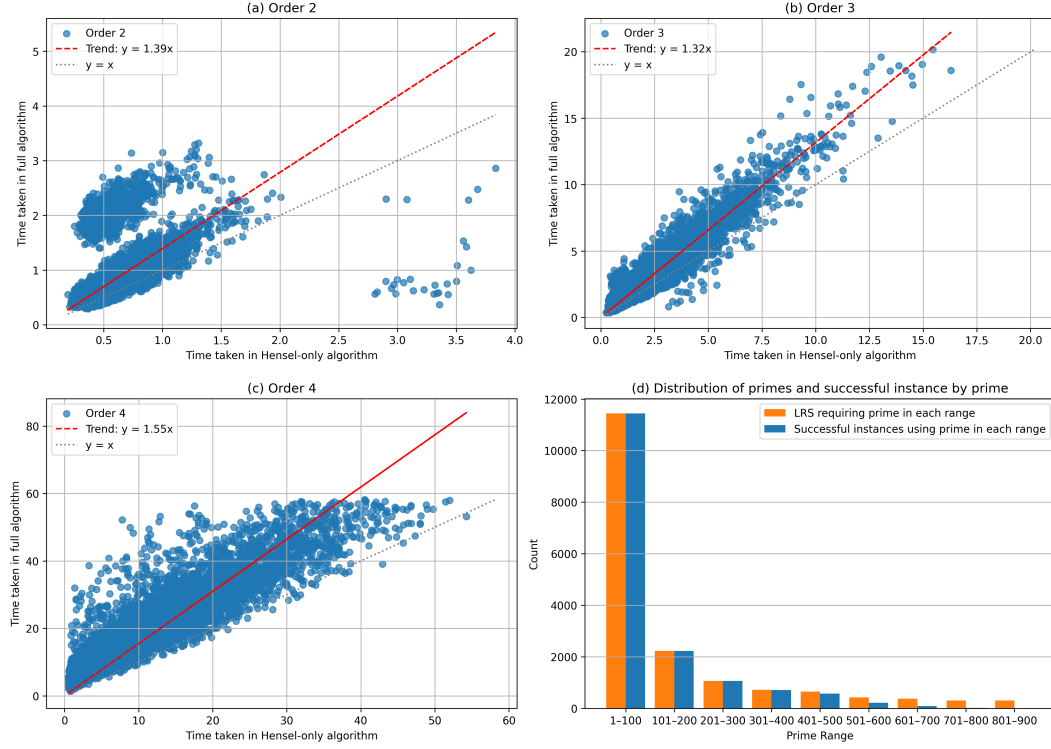 (a) Order 2
Order 2
Trend: y = 1.39x
y = x
Time taken in full algorithm
0
1
2
3
4
5
0.5
1.0
1.5
2.0
2.5
3.0
3.5
4.0
Time taken in Hensel-only algorithm
(b) Order 3
Order 3
Trend: y = 1.32x
y = x
Time taken in full algorithm
0
5
10
15
20
0.0
2.5
5.0
7.5
10.0
12.5
15.0
17.5
20.0
Time taken in Hensel-only algorithm
(c) Order 4
Order 4
Trend: y = 1.55x
y = x
Time taken in full algorithm
0
20
40
60
80
0
10
20
30
40
50
60
Time taken in Hensel-only algorithm
(d) Distribution of primes and successful instance by prime
LRS requiring prime in each range
Successful instances using prime in each range
Count
0
2000
4000
6000
8000
10000
12000
1–100
101–200
201–300
301–400
401–500
501–600
601–700
701–800
801–900
Prime Range